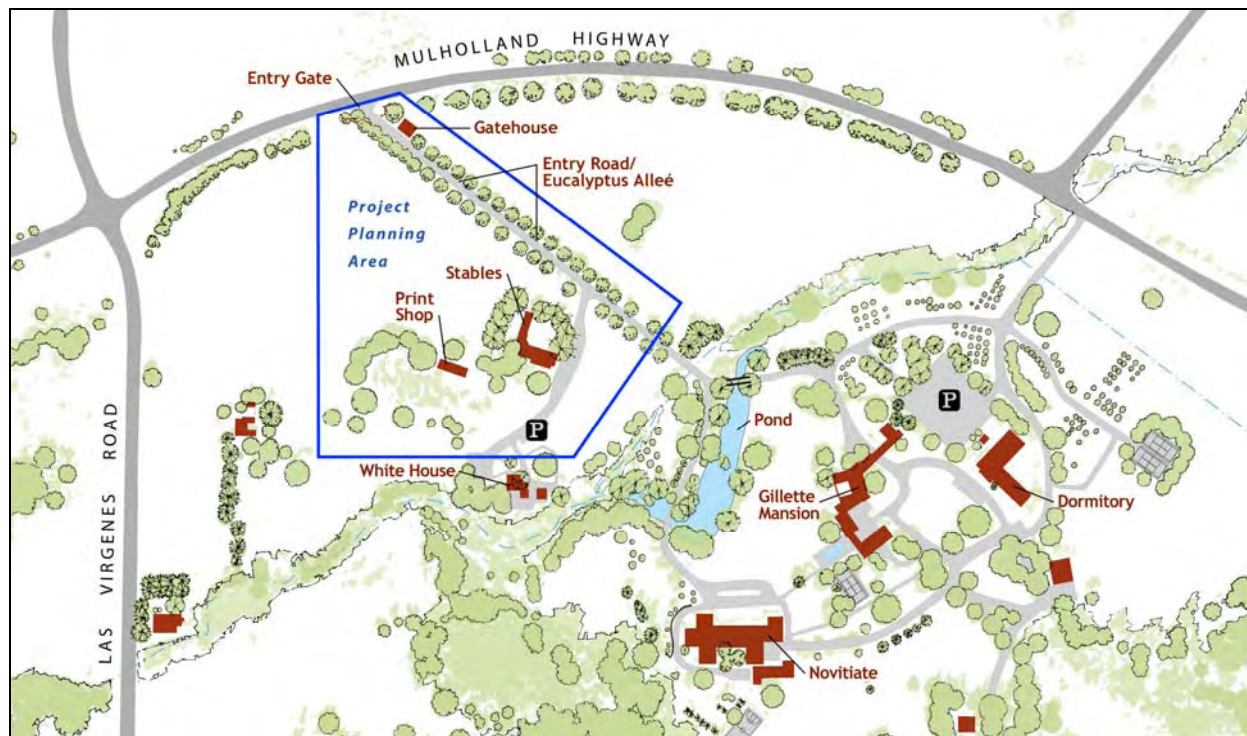 MULHOLLAND HIGHWAY
Entry Gate
Gatehouse
Entry Road/
Eucalyptus Alleé
Project
Planning
Area
Stables
Print
Shop
P
P
Pond
White House
Gillette
Mansion
Dormitory
Novitiate
LAS VIRGENES ROAD